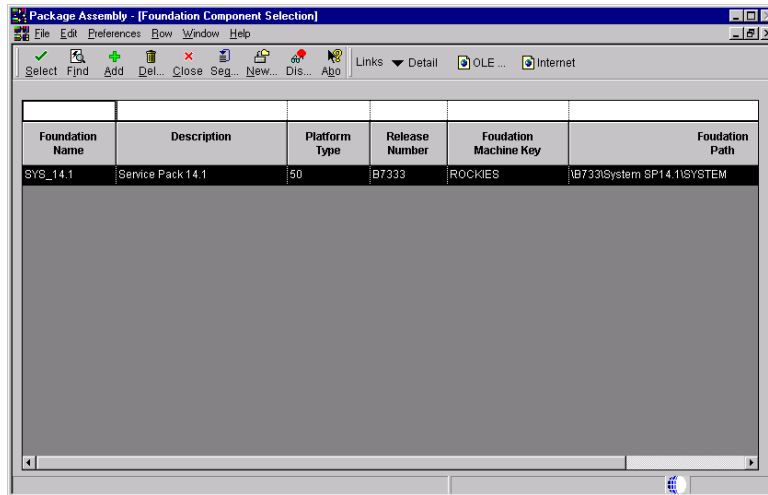 Package Assembly - [Foundation Component Selection]
File Edit Preferences Row Window Help
Select Find Add Del... Close Seq... New... Dis... Abo Links Detail OLE ... Internet
Foundation Name Description Platform Type Release Number Foudation Machine Key Foudation Path
SYS_14.1 Service Pack 14.1 50 B7333 ROCKIES \B733\System SP14.1\SYSTEM